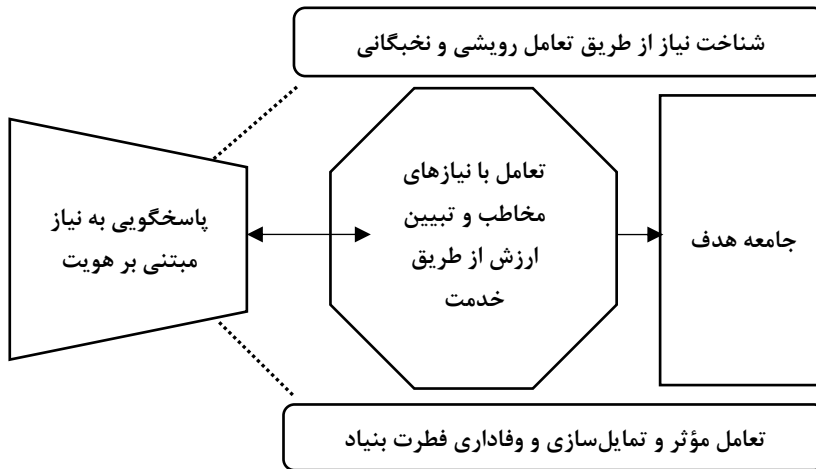 شناخت نیاز از طریق تعامل رویشی و نخبگانی
جامعه هدف
تعامل با نیازهای
مخاطب و تبیین
ارزش از طریق
خدمت
پاسخگویی به نیاز
مبتنی بر هویت
تعامل مؤثر و تمایل‌سازی و وفاداری فطرت بنیاد